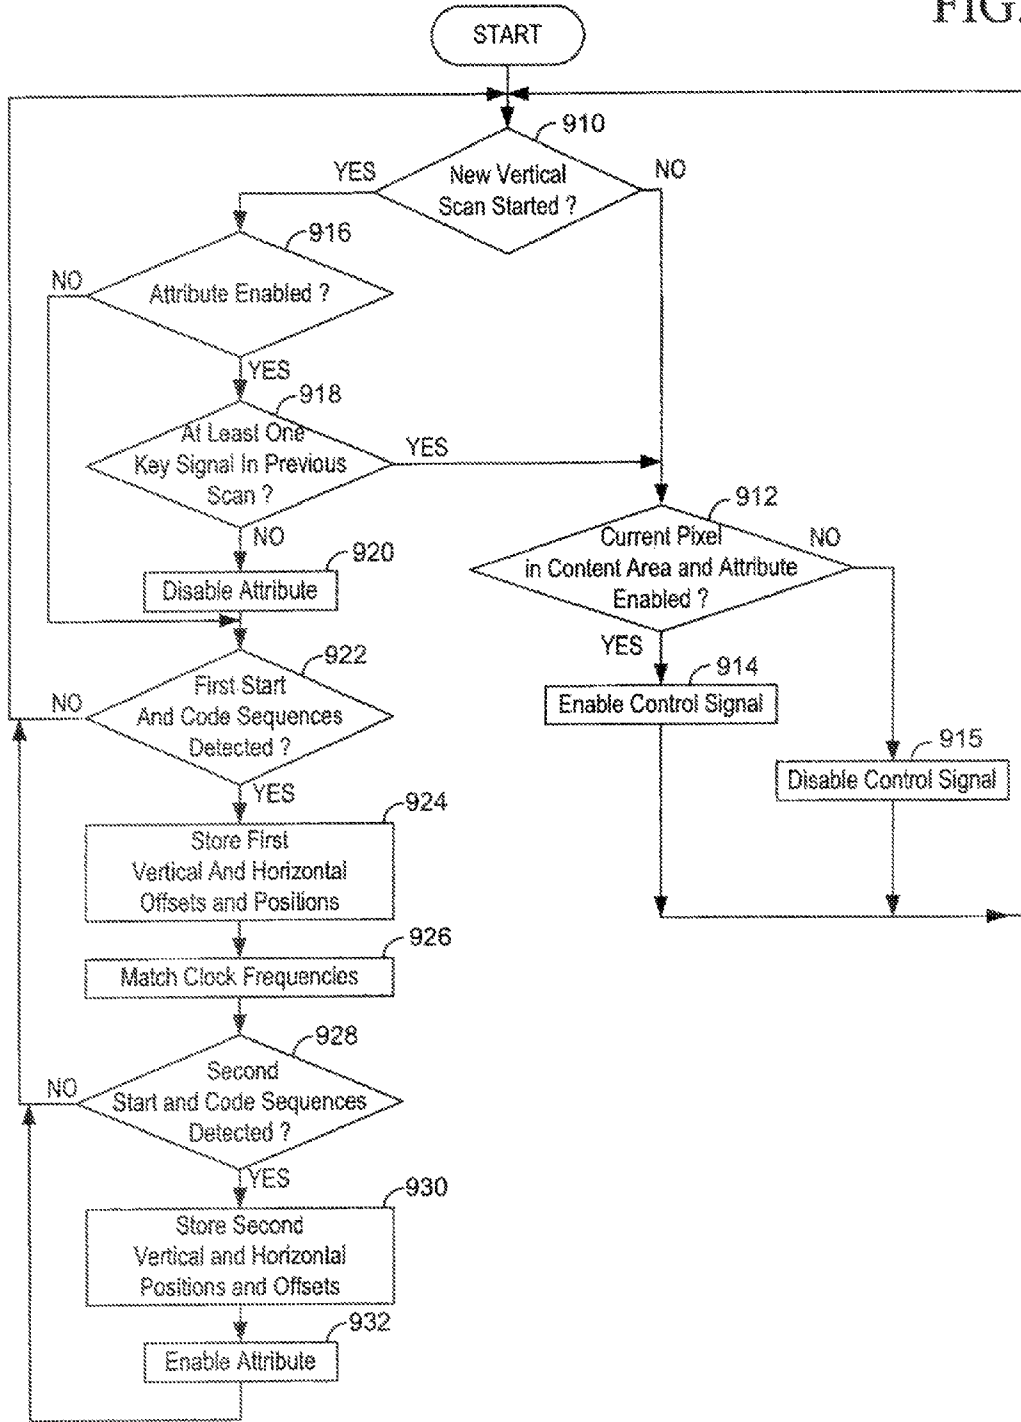 FIG.
START
910
YES
New Vertical
Scan Started ?
NO
916
NO
Attribute Enabled ?
YES
918
At Least One
Key Signal In Previous
Scan ?
YES
NO
912
Current Pixel
in Content Area and Attribute
Enabled ?
NO
YES
920
Disable Attribute
922
NO
First Start
And Code Sequences
Detected ?
YES
914
Enable Control Signal
915
Disable Control Signal
924
Store First
Vertical And Horizontal
Offsets and Positions
926
Match Clock Frequencies
928
NO
Second
Start and Code Sequences
Detected ?
YES
930
Store Second
Vertical and Horizontal
Positions and Offsets
932
Enable Attribute